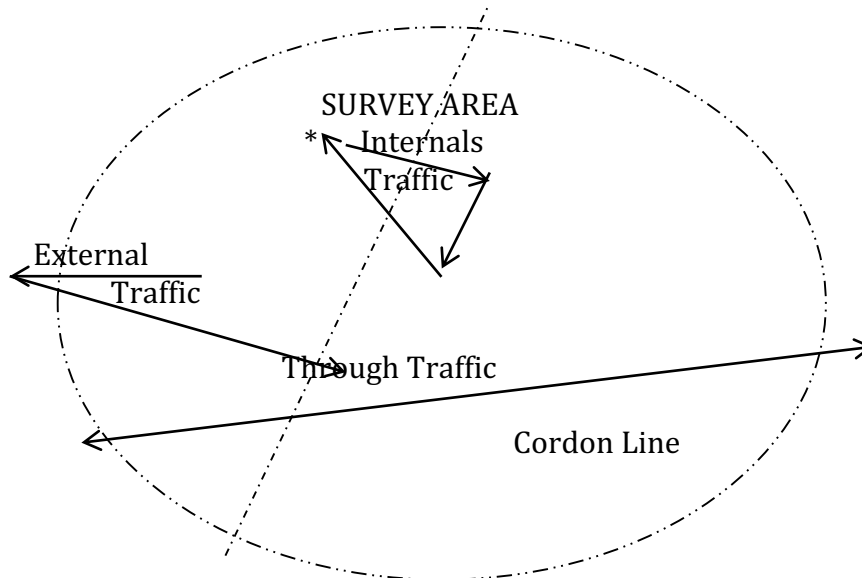 SURVEY AREA
* Internals
Traffic
External
Traffic
Through Traffic
Cordon Line